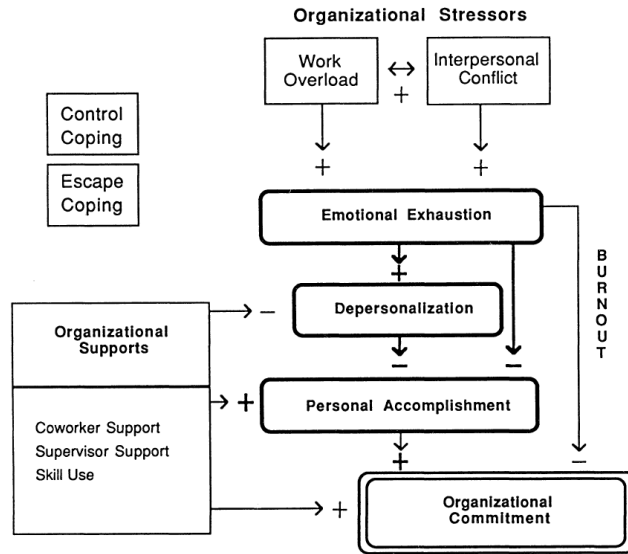 Organizational Stressors
Work
Overload
+
Interpersonal
Conflict
Control
Coping
Escape
Coping
+
+
Emotional Exhaustion
+
BURNOUT
Organizational
Supports
−
Depersonalization
−
−
Coworker Support
Supervisor Support
Skill Use
+
Personal Accomplishment
+
−
+
Organizational
Commitment